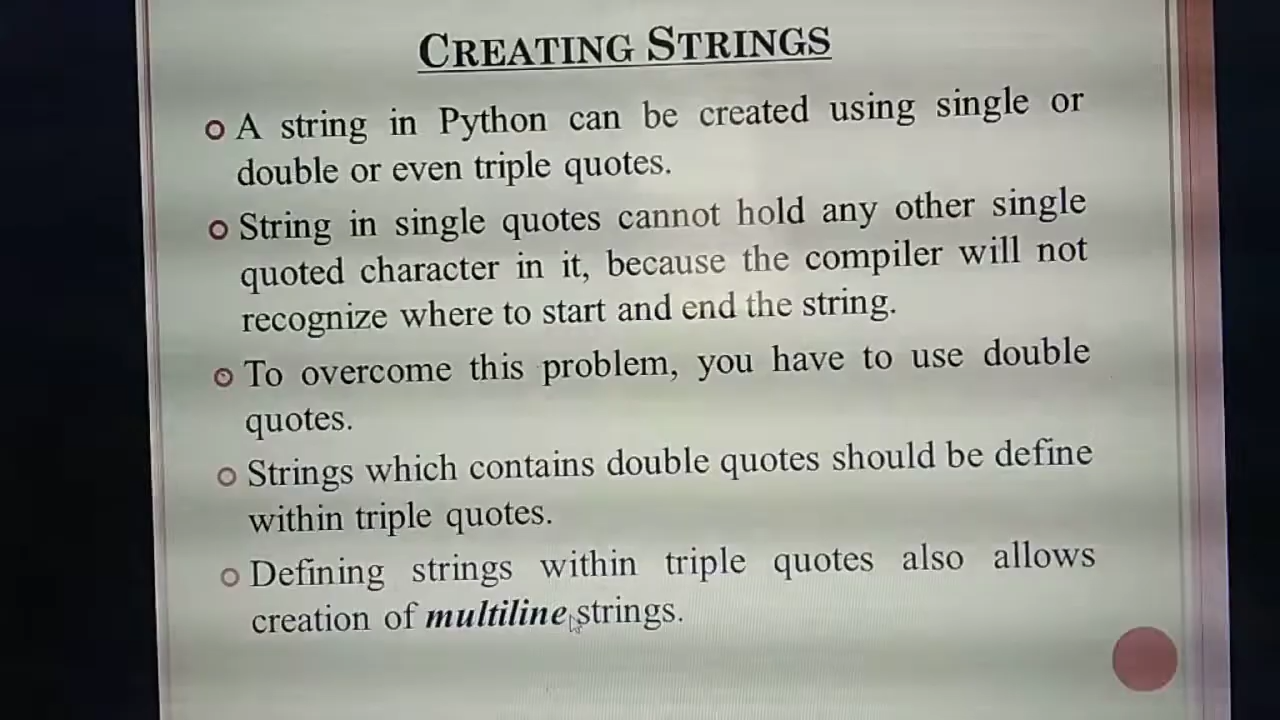 CREATING STRINGS
A string in Python can be created using single or
double or even triple quotes.
String in single quotes cannot hold any other single
quoted character in it, because the compiler will not
recognize where to start and end the string.
To overcome this problem, you have to use double
quotes.
Strings which contains double quotes should be define
within triple quotes.
Defining strings within triple quotes also allows
creation of multiline strings.